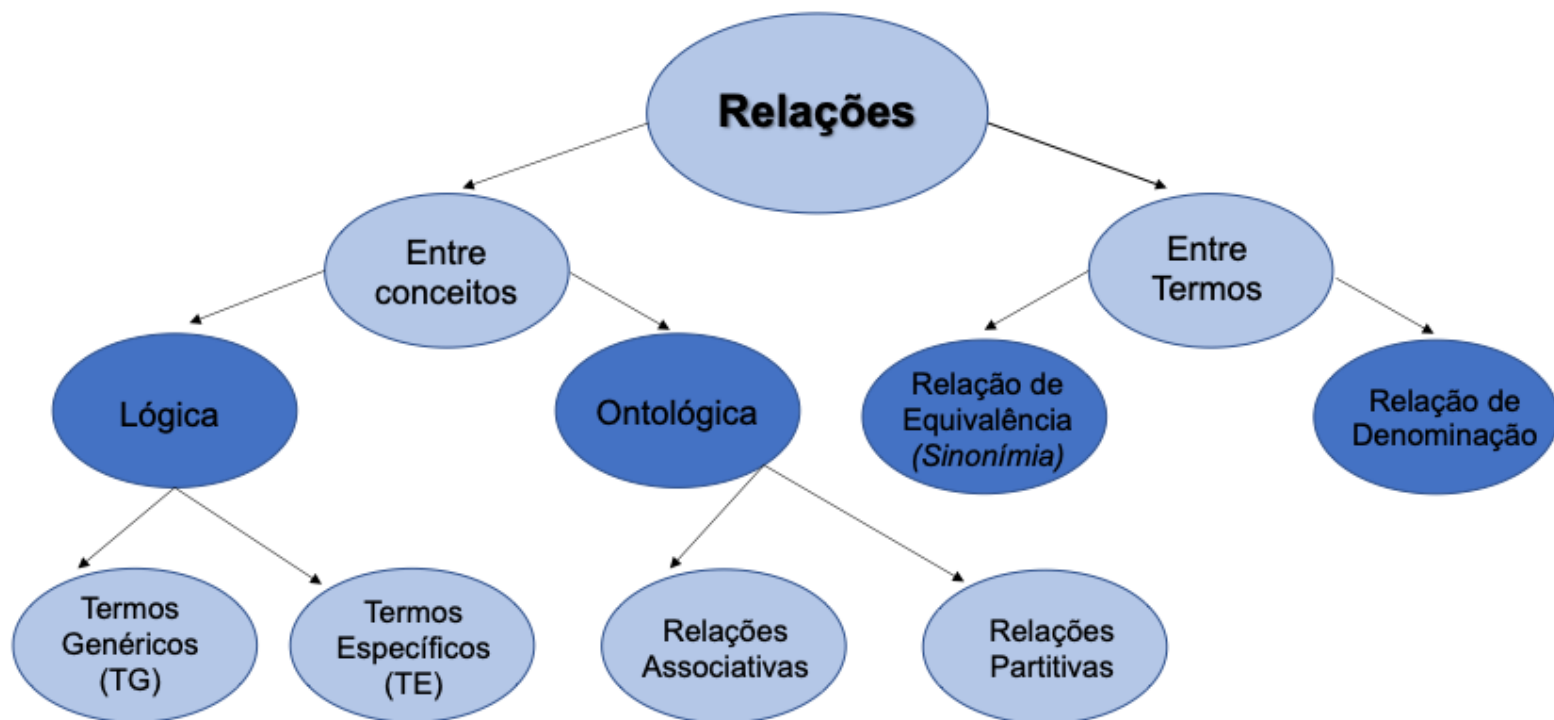 Relações
Entre
conceitos
Entre
Termos
Lógica
Ontológica
Relação de
Equivalência
(Sinonímia)
Relação de
Denominação
Termos
Genéricos
(TG)
Termos
Específicos
(TE)
Relações
Associativas
Relações
Partitivas